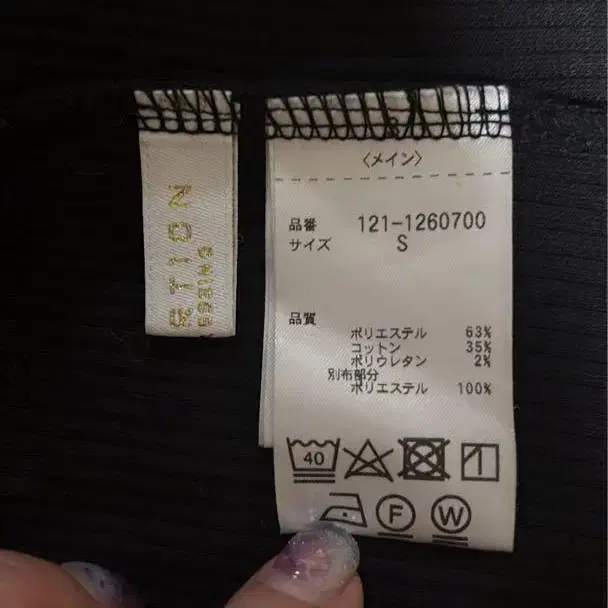 〈メイン〉
品番 121-1260700
サイズ S
品質
ポリエステル 63%
コットン 35%
ポリウレタン 2%
別布部分
ポリエステル 100%
40
F
W